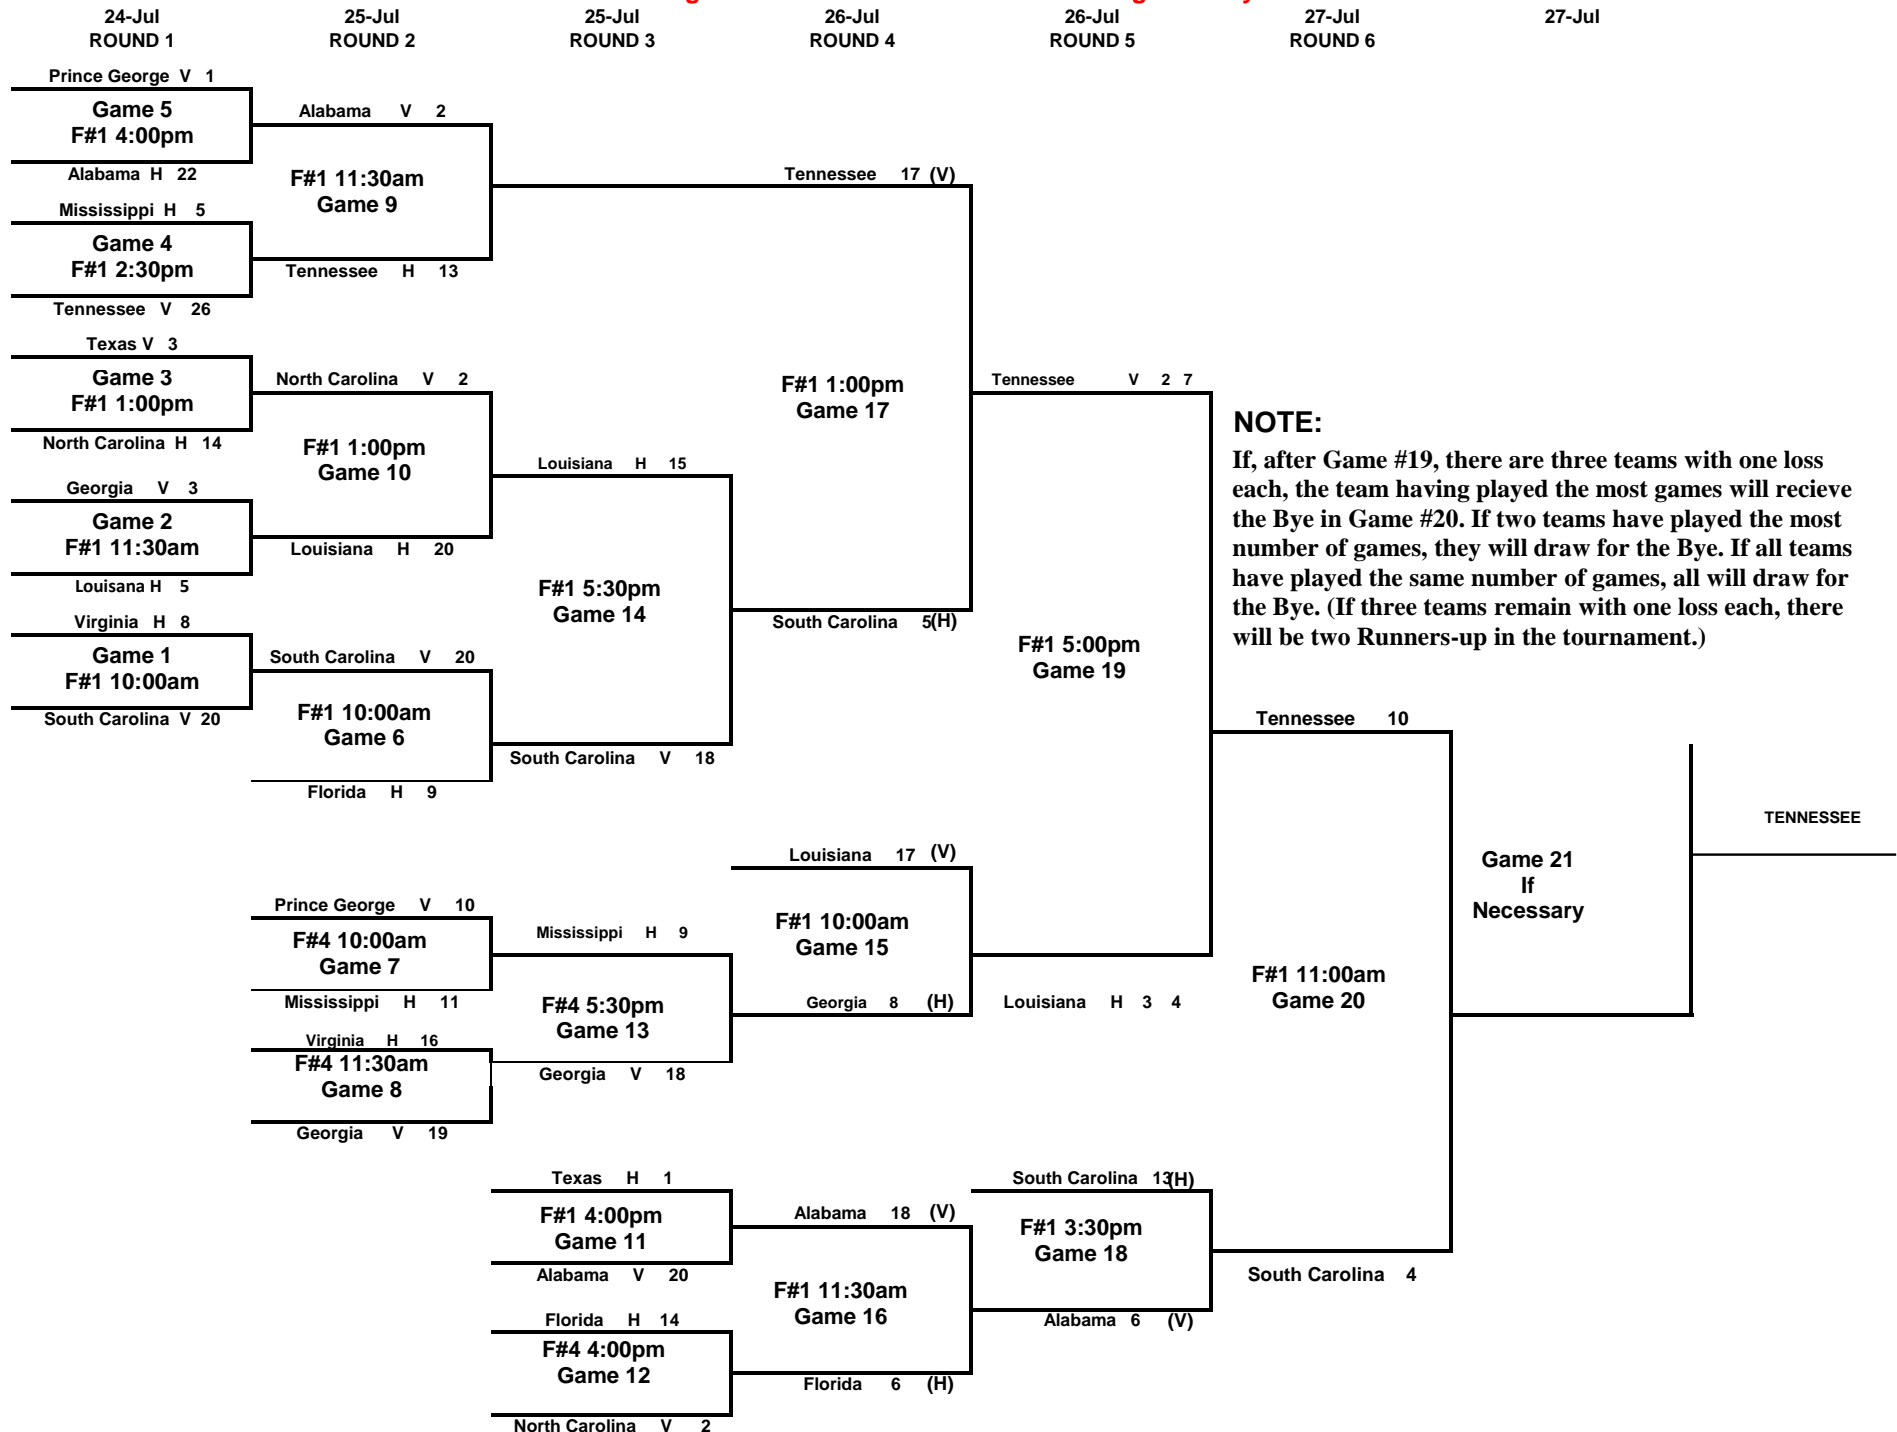 24-Jul 25-Jul 25-Jul 26-Jul 26-Jul 27-Jul 27-Jul
ROUND 1 ROUND 2 ROUND 3 ROUND 4 ROUND 5 ROUND 6
Prince George V 1
Game 5
F#1 4:00pm
Alabama H 22
Mississippi H 5
Game 4
F#1 2:30pm
Tennessee V 26
Texas V 3
Game 3
F#1 1:00pm
North Carolina H 14
Georgia V 3
Game 2
F#1 11:30am
Louisana H 5
Virginia H 8
Game 1
F#1 10:00am
South Carolina V 20
Alabama V 2
F#1 11:30am
Game 9
Tennessee H 13
North Carolina V 2
F#1 1:00pm
Game 10
Louisiana H 20
South Carolina V 20
F#1 10:00am
Game 6
Florida H 9
Prince George V 10
F#4 10:00am
Game 7
Mississippi H 11
Virginia H 16
F#4 11:30am
Game 8
Georgia V 19
Louisiana H 15
F#1 5:30pm
Game 14
South Carolina V 18
Mississippi H 9
F#4 5:30pm
Game 13
Georgia V 18
Texas H 1
F#1 4:00pm
Game 11
Alabama V 20
Florida H 14
F#4 4:00pm
Game 12
North Carolina V 2
Tennessee 17 (V)
F#1 1:00pm
Game 17
South Carolina 5(H)
Louisiana 17 (V)
F#1 10:00am
Game 15
Georgia 8 (H)
Alabama 18 (V)
F#1 11:30am
Game 16
Florida 6 (H)
Tennessee V 2 7
F#1 5:00pm
Game 19
Louisiana H 3 4
South Carolina 13(H)
F#1 3:30pm
Game 18
Alabama 6 (V)
NOTE:
If, after Game #19, there are three teams with one loss
each, the team having played the most games will recieve
the Bye in Game #20. If two teams have played the most
number of games, they will draw for the Bye. If all teams
have played the same number of games, all will draw for
the Bye. (If three teams remain with one loss each, there
will be two Runners-up in the tournament.)
Tennessee 10
F#1 11:00am
Game 20
South Carolina 4
Game 21
If
Necessary
TENNESSEE